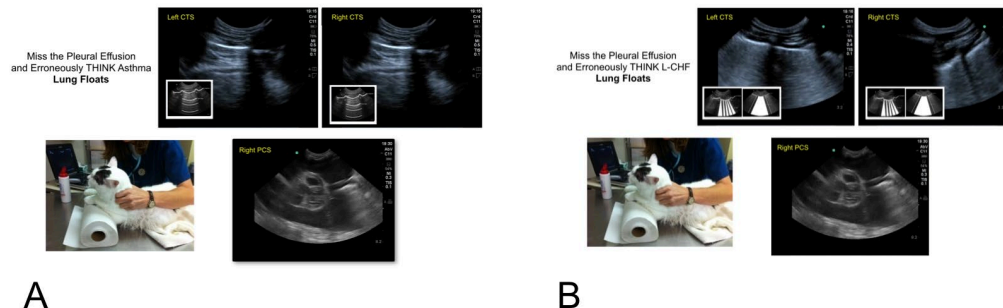 Left CTS
Right CTS
Miss the Pleural Effusion
and Erroneously THINK Asthma
Lung Floats
Right PCS
A
Left CTS
Right CTS
Miss the Pleural Effusion
and Erroneously THINK L-CHF
Lung Floats
Right PCS
B